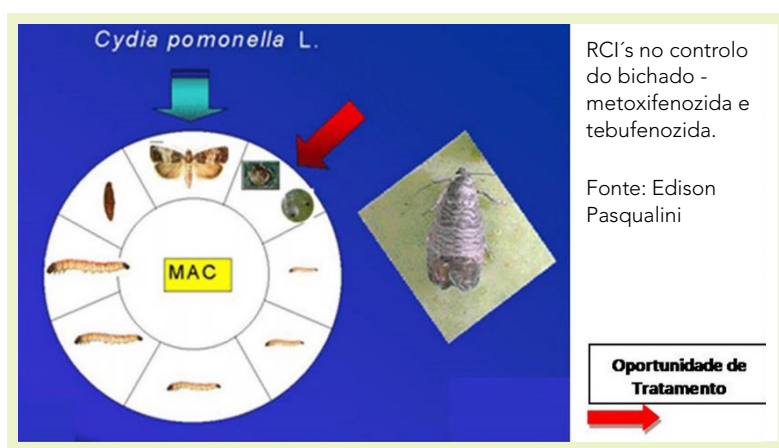 Cydia pomonella L.
MAC
RCI´s no controlo
do bichado -
metoxifenozida e
tebufenozida.
Fonte: Edison
Pasqualini
Oportunidade de
Tratamento